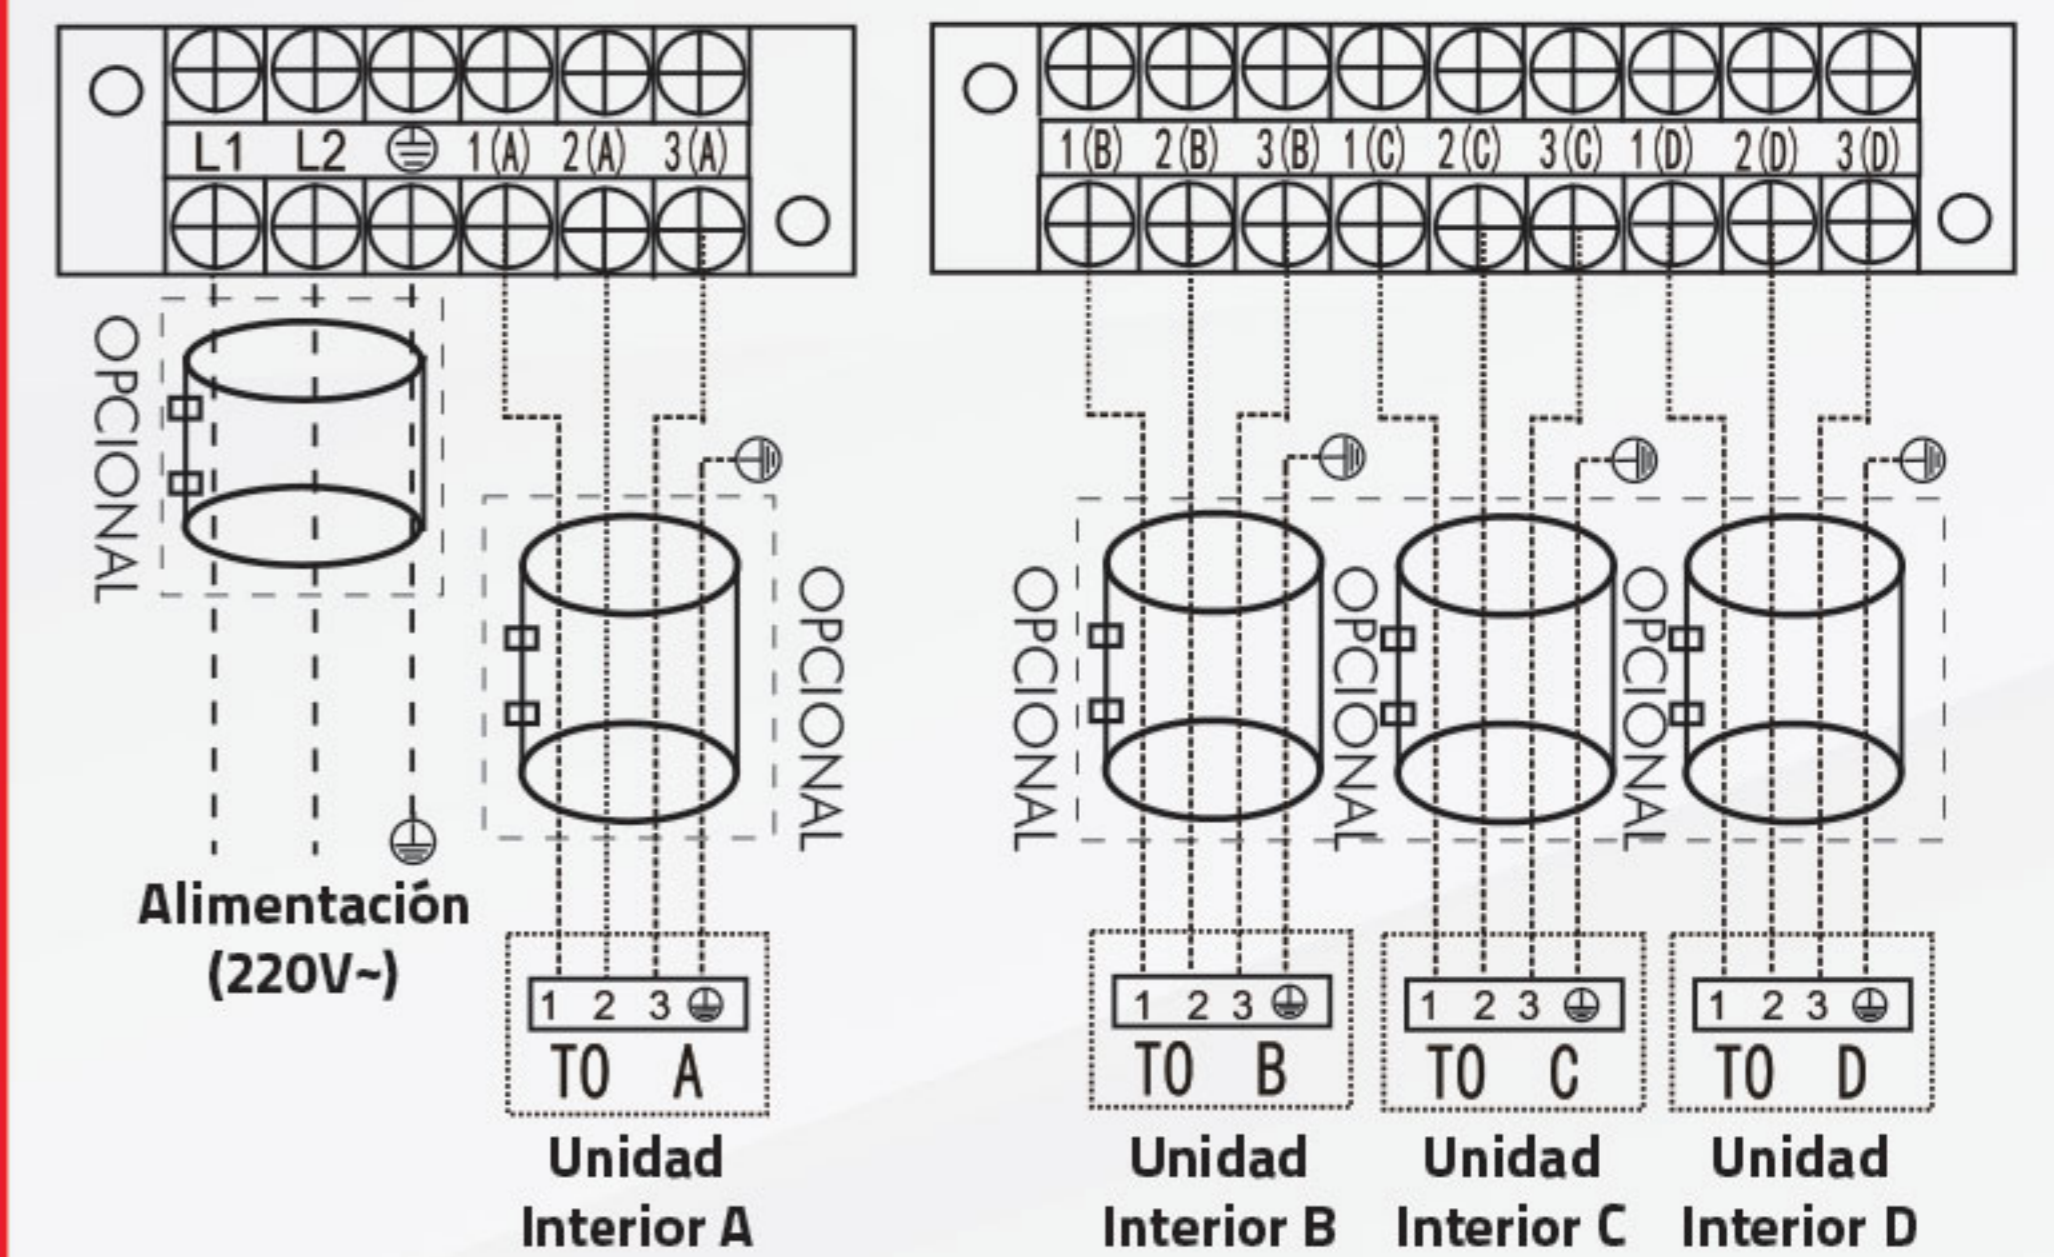 L1 L2 1(A) 2(A) 3(A)
1(B) 2(B) 3(B) 1(C) 2(C) 3(C) 1(D) 2(D) 3(D)
OPCIONAL
OPCIONAL
OPCIONAL
OPCIONAL
OPCIONAL
Alimentación
(220V~)
1 2 3
TO A
Unidad
Interior A
1 2 3
TO B
Unidad
Interior B
1 2 3
TO C
Unidad
Interior C
1 2 3
TO D
Unidad
Interior D